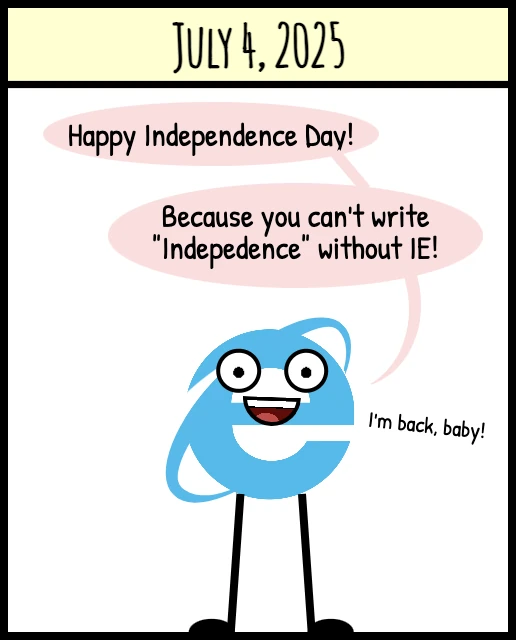 July 4, 2025
Happy Independence Day!
Because you can't write
"Indepedence" without IE!
I'm back, baby!